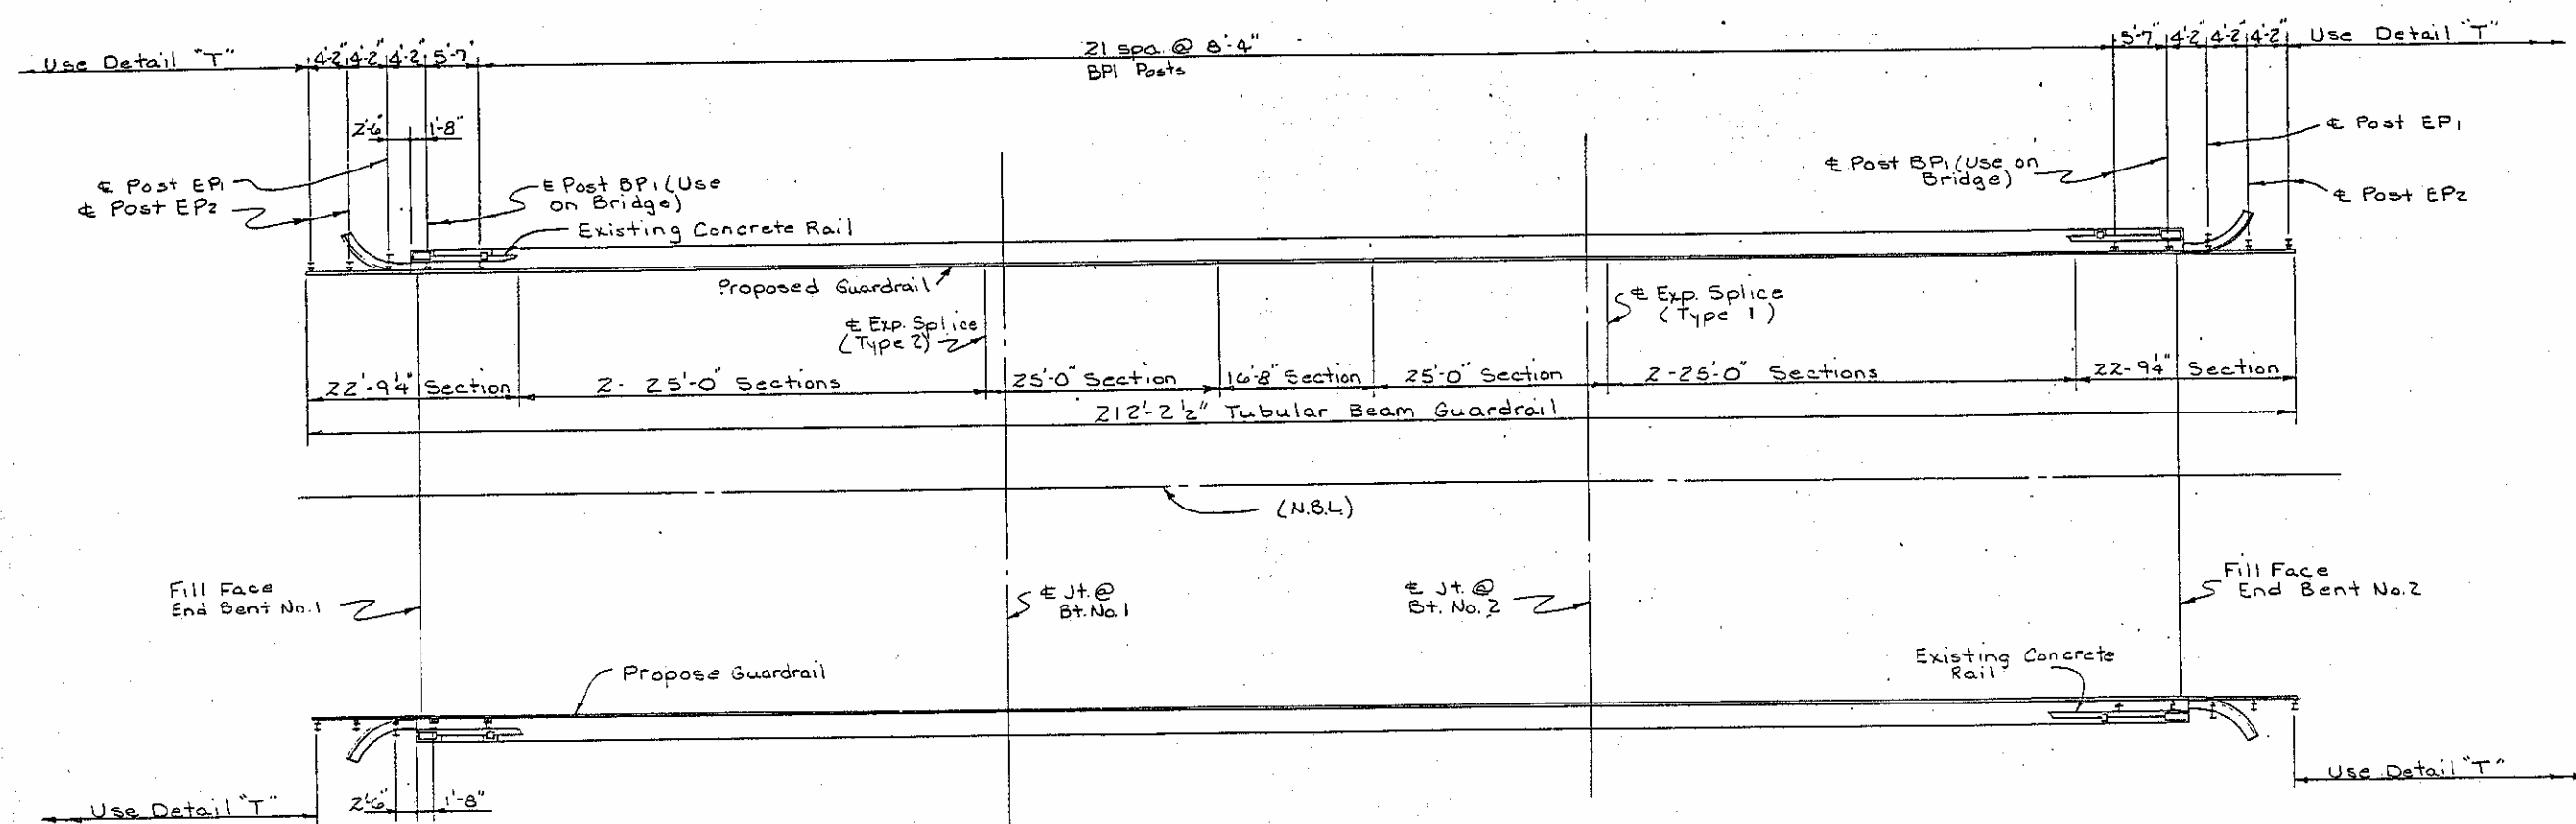 Use Detail "T"
4'-2" 4'-2" 4'-2" 5'-7"
21 spa. @ 8'-4"
BP1 Posts
5'-7" 4'-2" 4'-2" 4'-2"
Use Detail "T"
2'-6" 1'-8"
℄ Post EP1
℄ Post EP2
℄ Post BP1 (Use
on Bridge)
Existing Concrete Rail
℄ Post BP1 (Use on
Bridge)
℄ Post EP1
℄ Post EP2
Proposed Guardrail
℄ Exp. Splice
(Type 2)
℄ Exp. Splice
(Type 1)
22'-9¼" Section
2- 25'-0" Sections
25'-0" Section
16'-8" Section
25'-0" Section
2-25'-0" Sections
22'-9¼" Section
212'-2½" Tubular Beam Guardrail
(N.B.L.)
Fill Face
End Bent No.1
℄ Jt. @
Bt. No. 1
℄ Jt. @
Bt. No. 2
Fill Face
End Bent No.2
Propose Guardrail
Existing Concrete
Rail
Use Detail "T"
2'-6" 1'-8"
Use Detail "T"